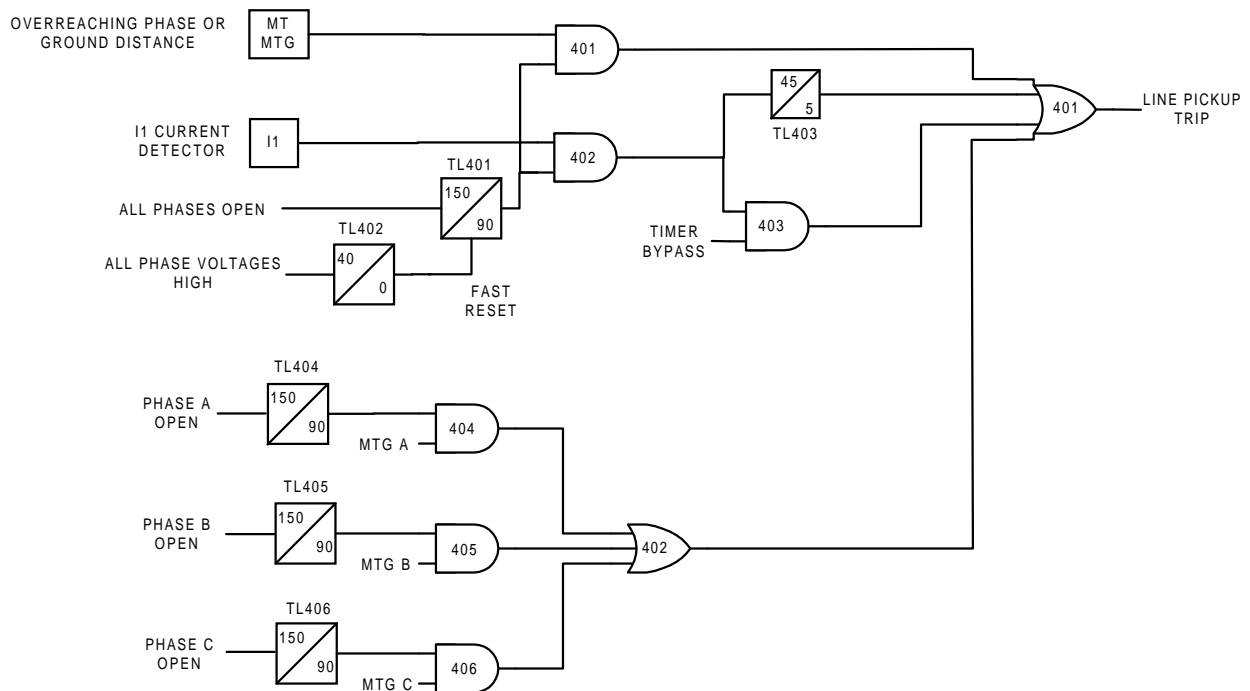 OVERREACHING PHASE OR
GROUND DISTANCE
MT
MTG
401
45
5
TL403
401
LINE PICKUP
TRIP
I1 CURRENT
DETECTOR
I1
402
TL401
150
90
ALL PHASES OPEN
TL402
40
0
ALL PHASE VOLTAGES
HIGH
FAST
RESET
TIMER
BYPASS
403
TL404
150
90
PHASE A
OPEN
MTG A
404
TL405
150
90
PHASE B
OPEN
MTG B
405
402
TL406
150
90
PHASE C
OPEN
MTG C
406